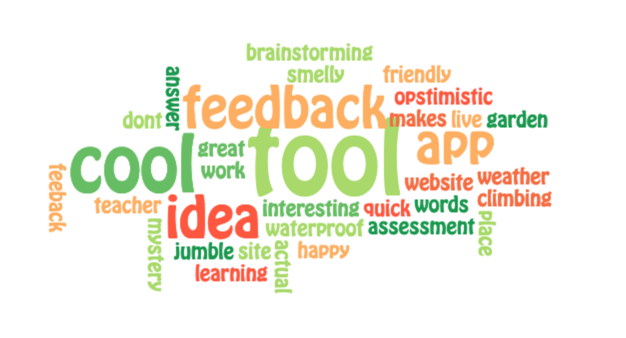 brainstorming
smelly
friendly
answer
feedback
opstimistic
dont
makes
live
garden
cool
great
tool
app
work
feeback
website
weather
teacher
idea
interesting
quick
words
climbing
mystery
waterproof
assessment
place
jumble
site
actual
happy
learning